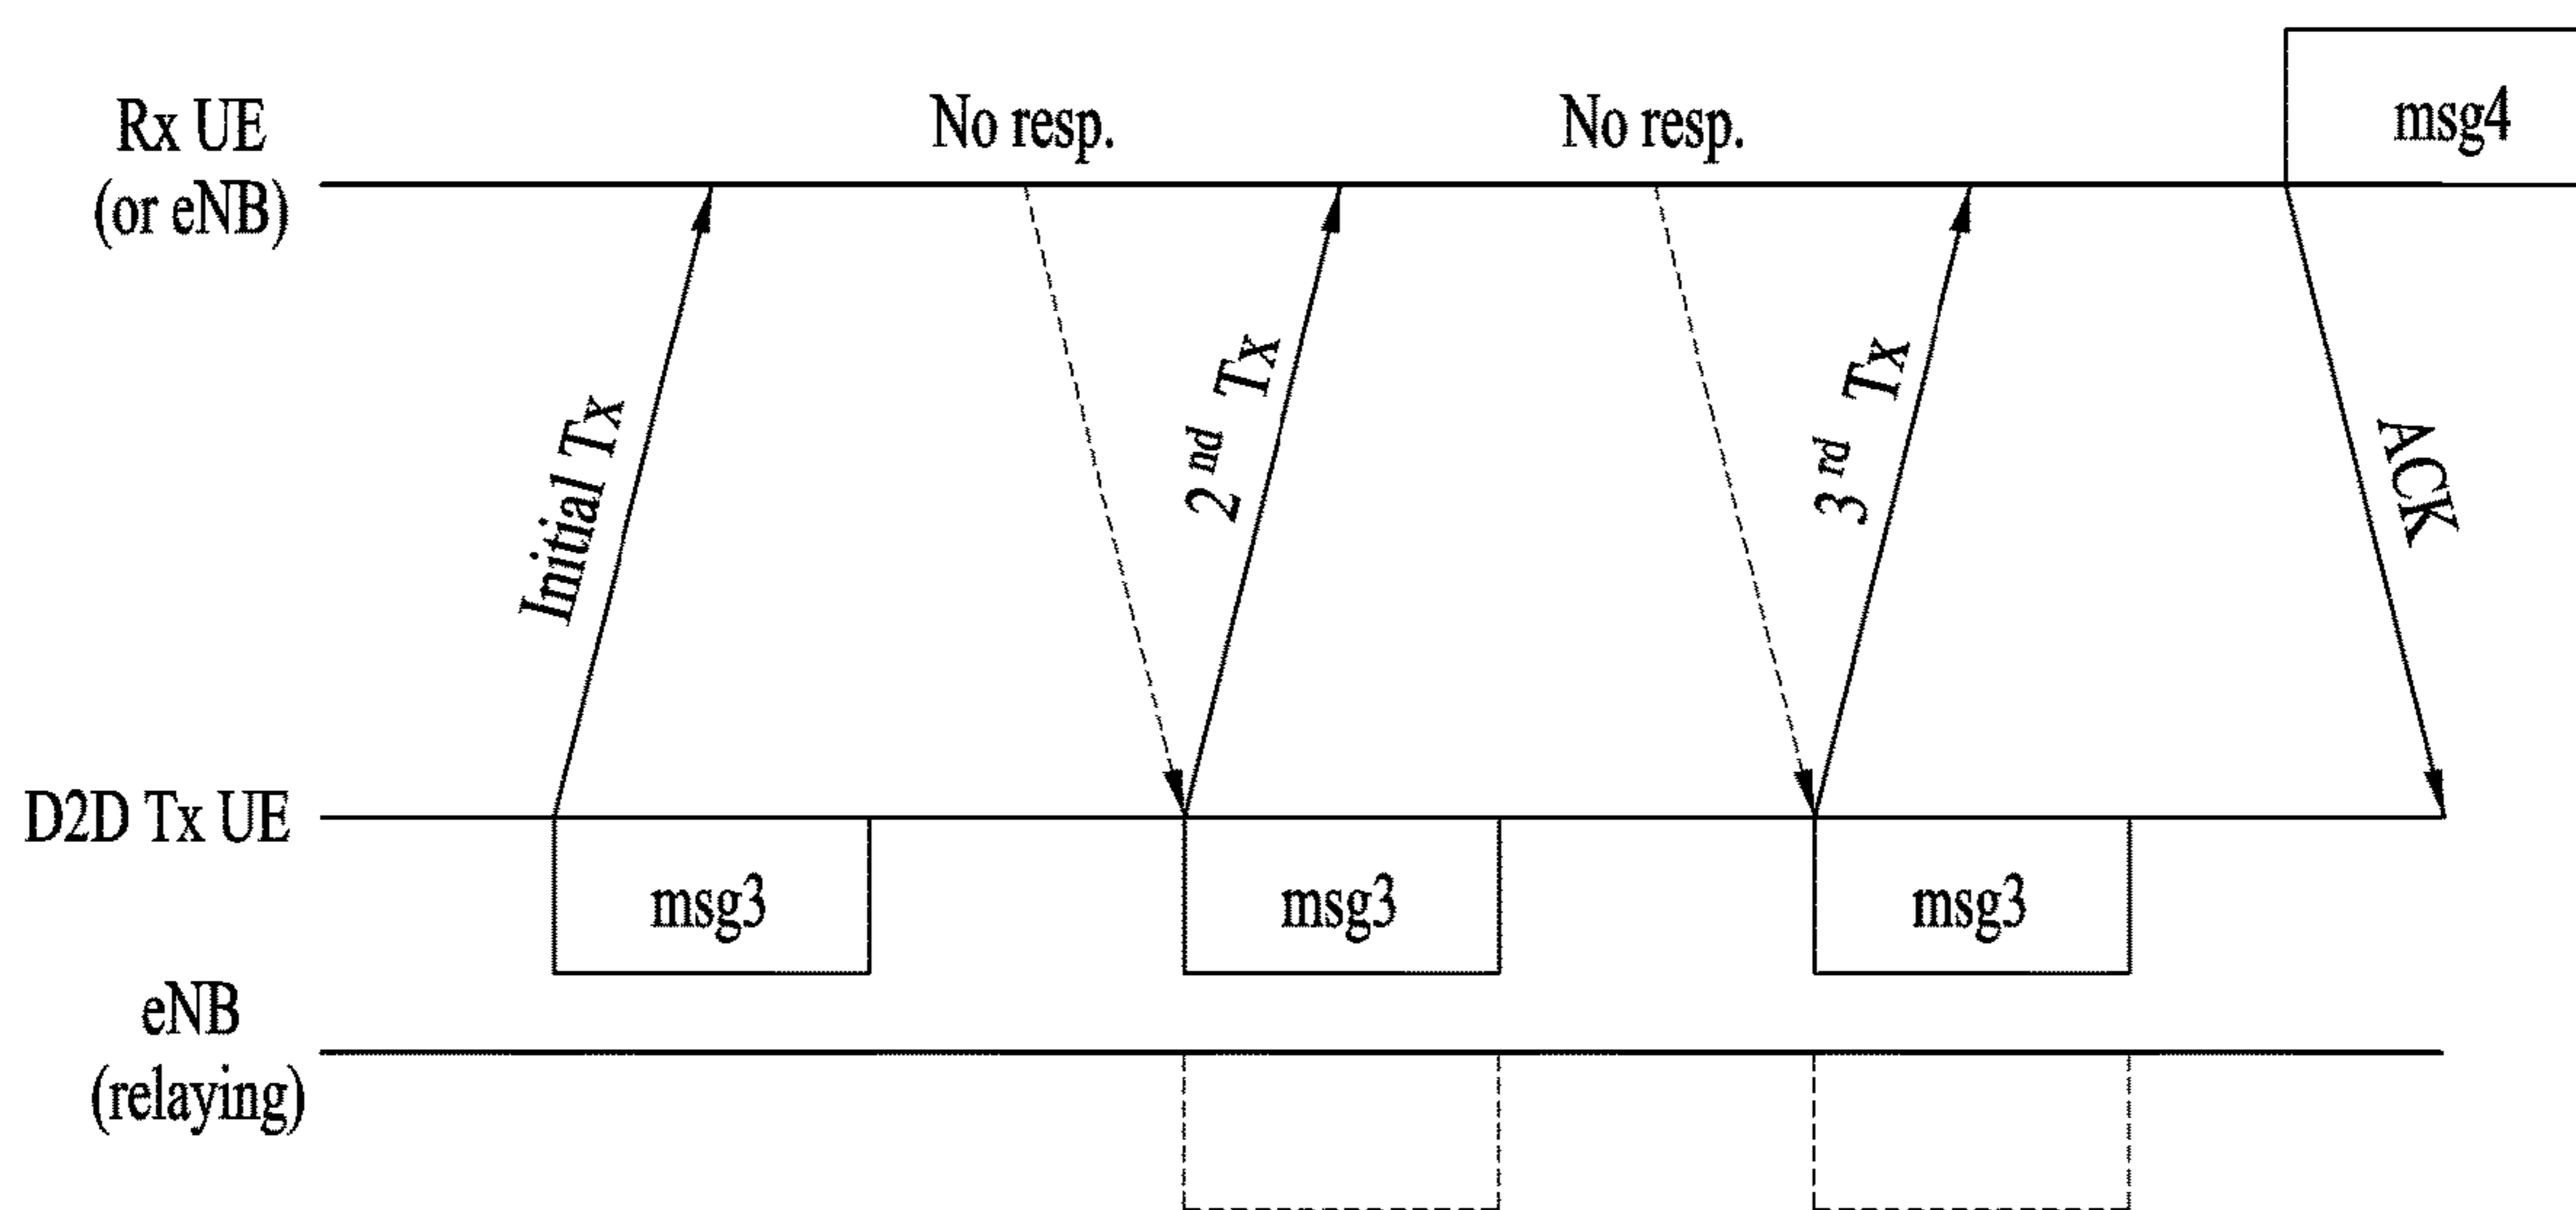 Rx UE
(or eNB)
No resp.
No resp.
msg4
Initial Tx
2nd Tx
3rd Tx
ACK
D2D Tx UE
msg3
msg3
msg3
eNB
(relaying)